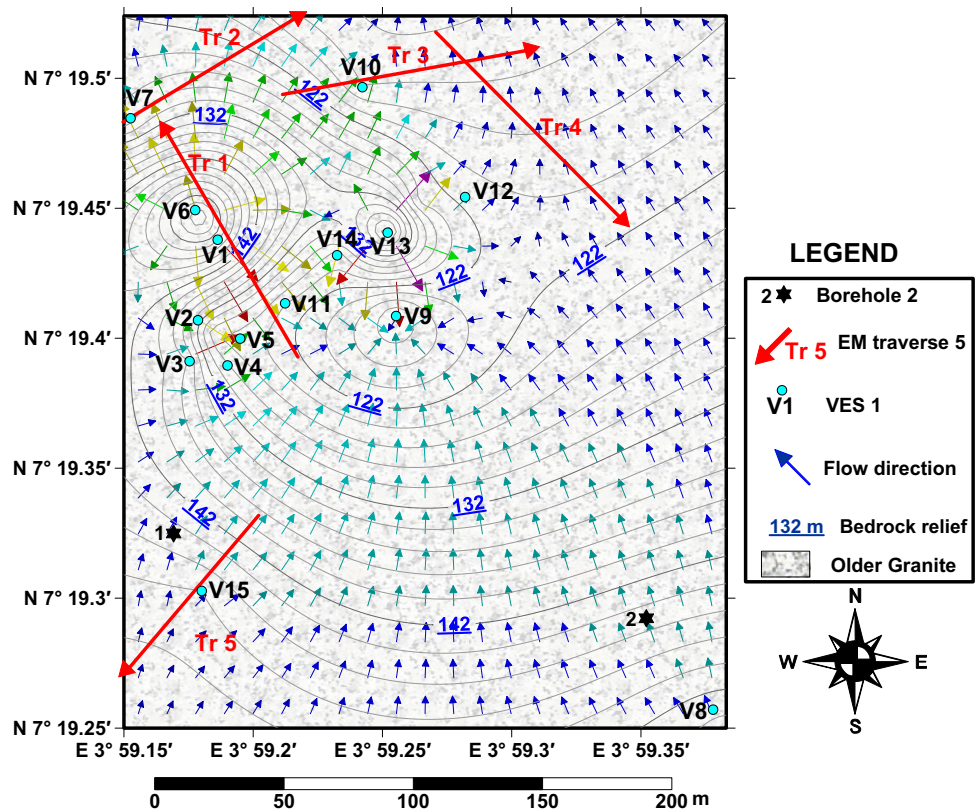 Tr 2
Tr 3
V10
N 7° 19.5′
122
V7
132
Tr 4
Tr 1
N 7° 19.45′
V12
V6
142
V1
V14
132
V13
122
122
LEGEND
2 Borehole 2
V11
V9
V2
N 7° 19.4′
V5
Tr 5 EM traverse 5
V3
V4
132
122
V1 VES 1
N 7° 19.35′
Flow direction
142
132
132 m Bedrock relief
1
Older Granite
V15
N 7° 19.3′
142
2
Tr 5
N
W E
S
V8
N 7° 19.25′
E 3° 59.15′ E 3° 59.2′ E 3° 59.25′ E 3° 59.3′ E 3° 59.35′
0 50 100 150 200 m